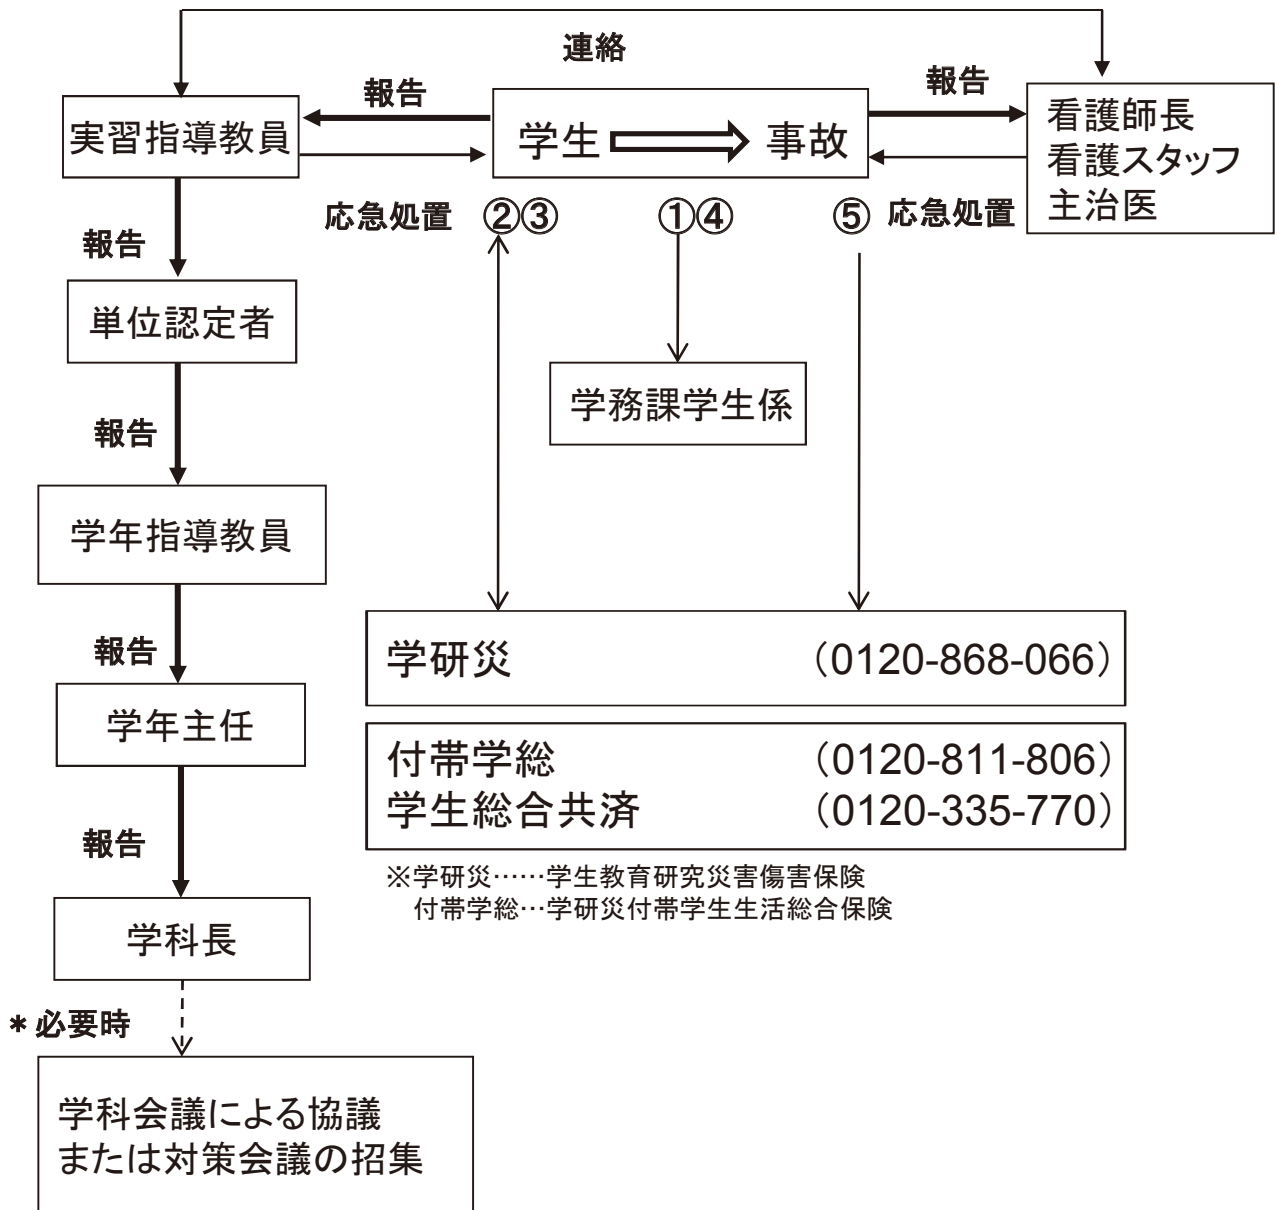 連絡
報告
報告
実習指導教員
学生
事故
看護師長
看護スタッフ
主治医
応急処置
②③
①④
⑤
応急処置
報告
単位認定者
学務課学生係
報告
学年指導教員
報告
学年主任
学研災 (0120-868-066)
付帯学総 (0120-811-806)
学生総合共済 (0120-335-770)
※学研災……学生教育研究災害傷害保険
付帯学総…学研災付帯学生生活総合保険
報告
学科長
*必要時
学科会議による協議
または対策会議の招集